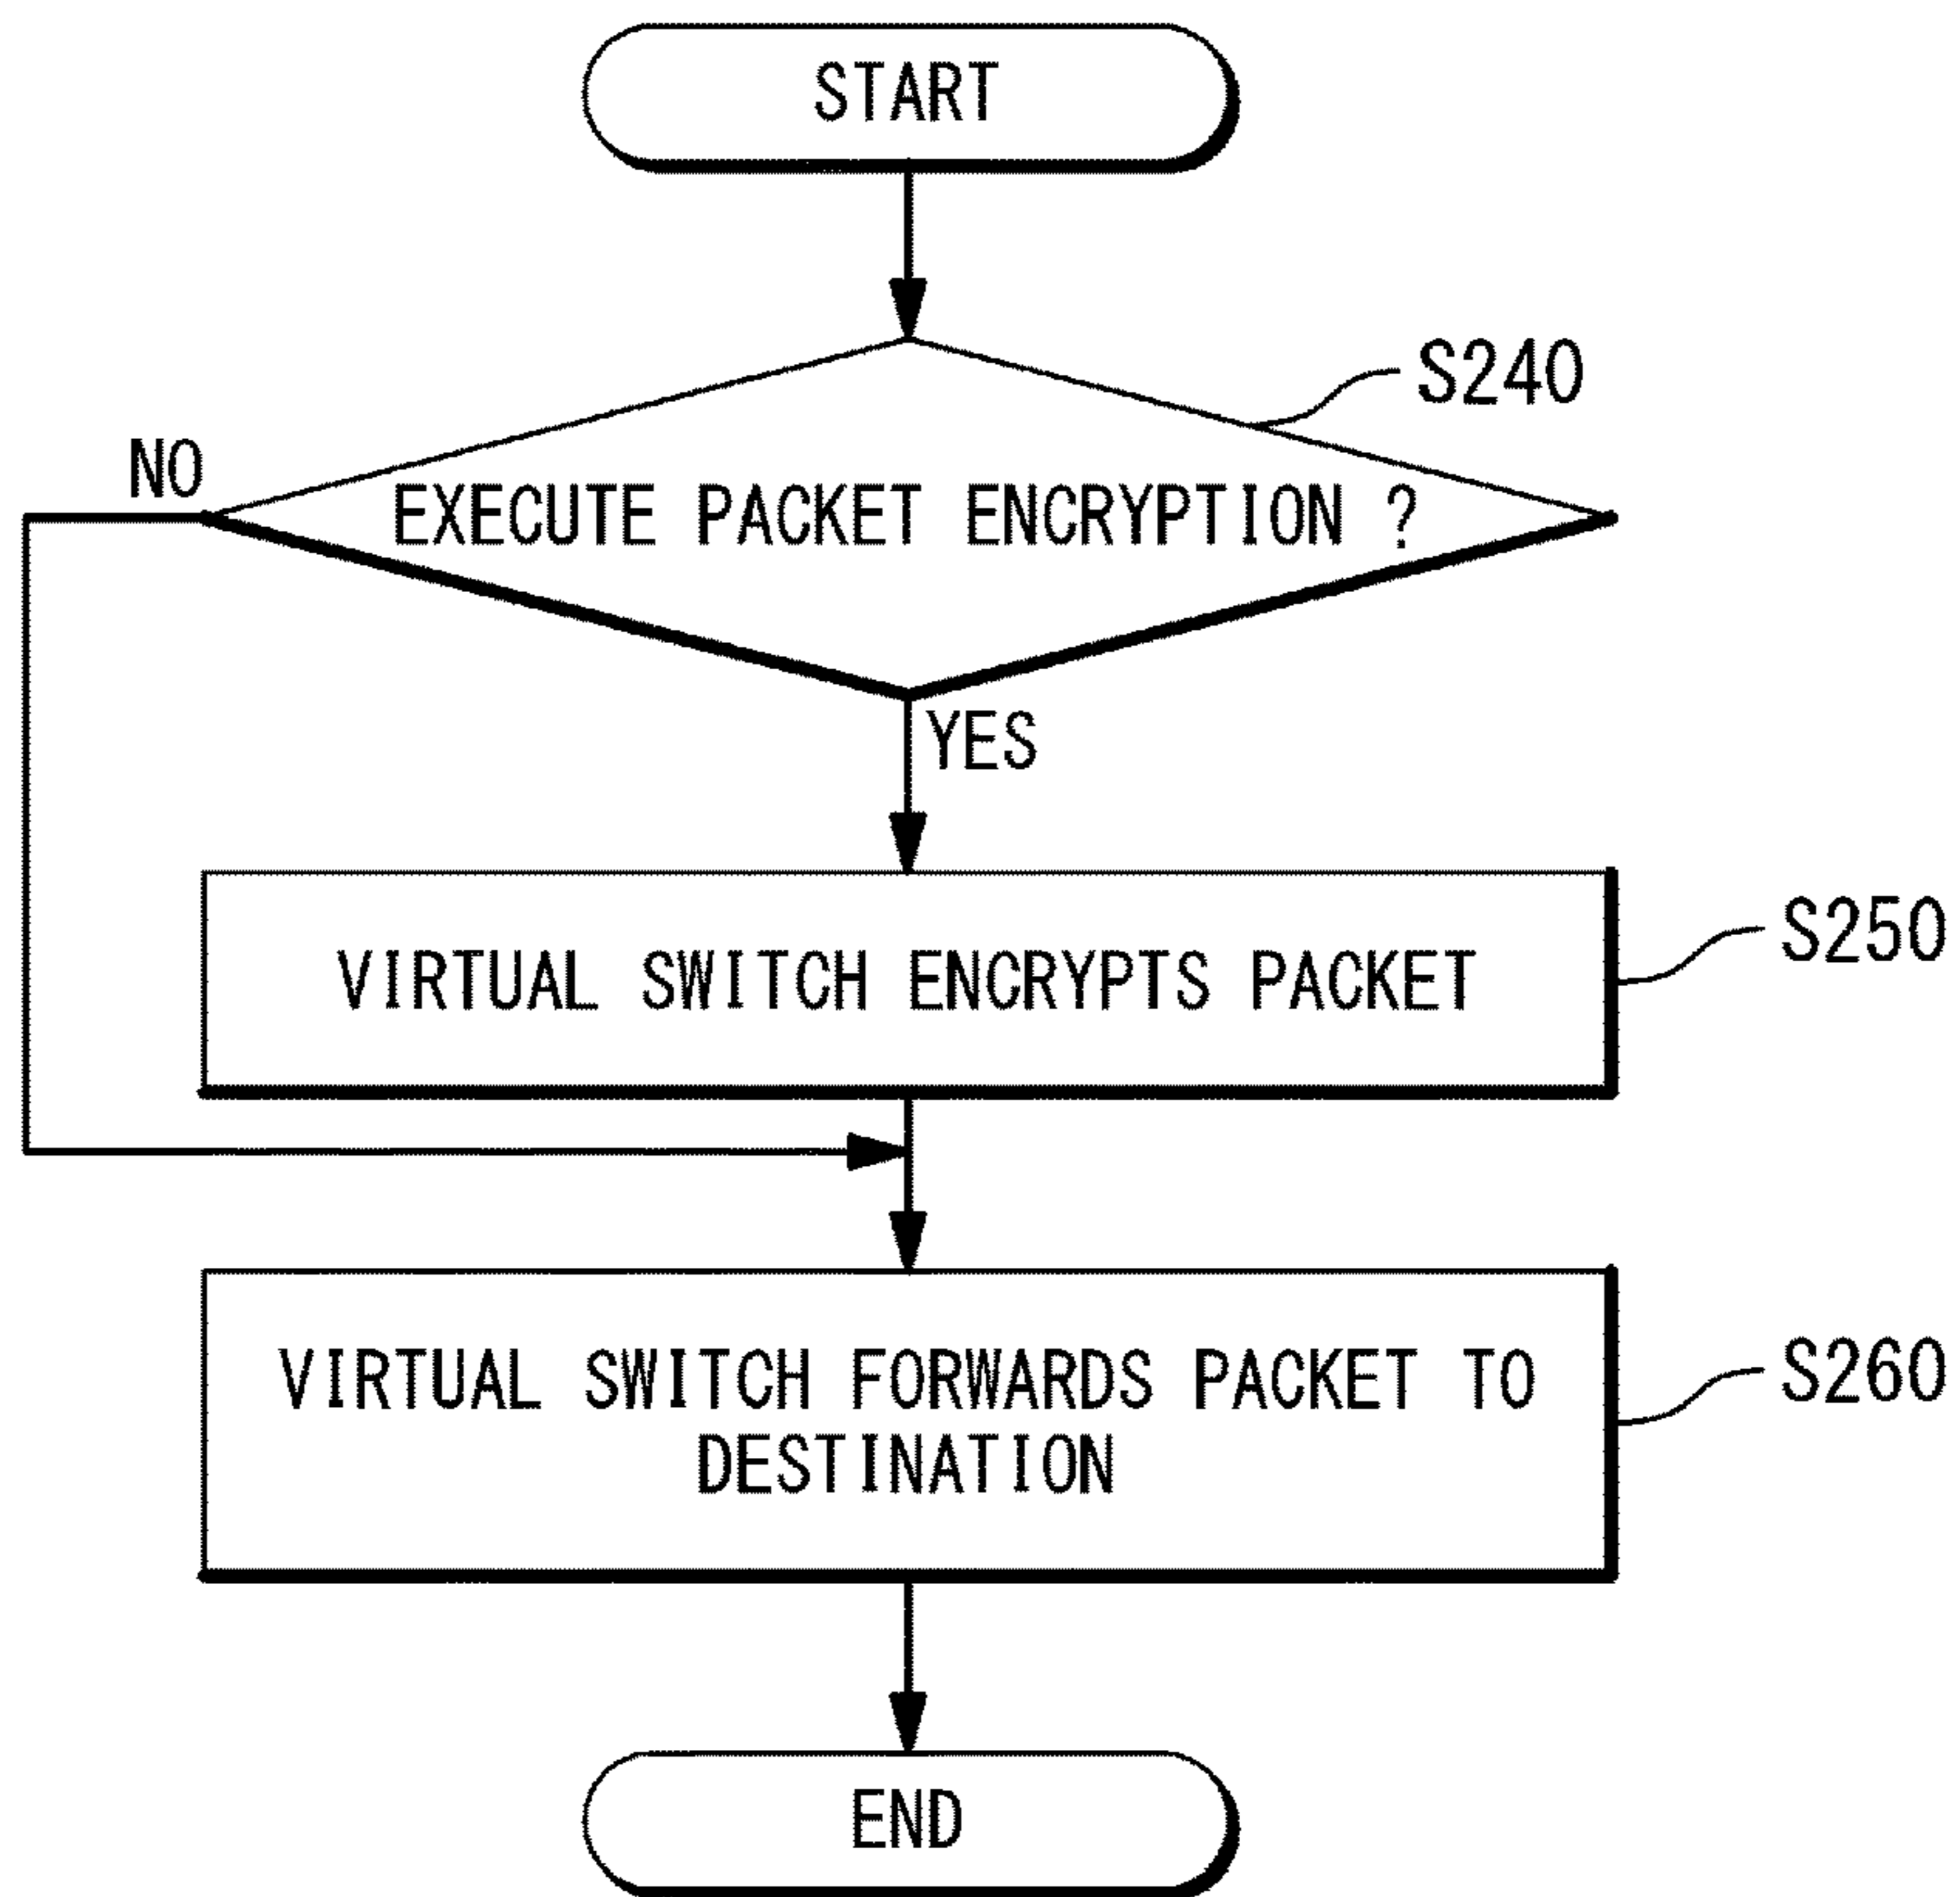 START
S240
NO
EXECUTE PACKET ENCRYPTION ?
YES
VIRTUAL SWITCH ENCRYPTS PACKET
S250
VIRTUAL SWITCH FORWARDS PACKET TO
DESTINATION
S260
END